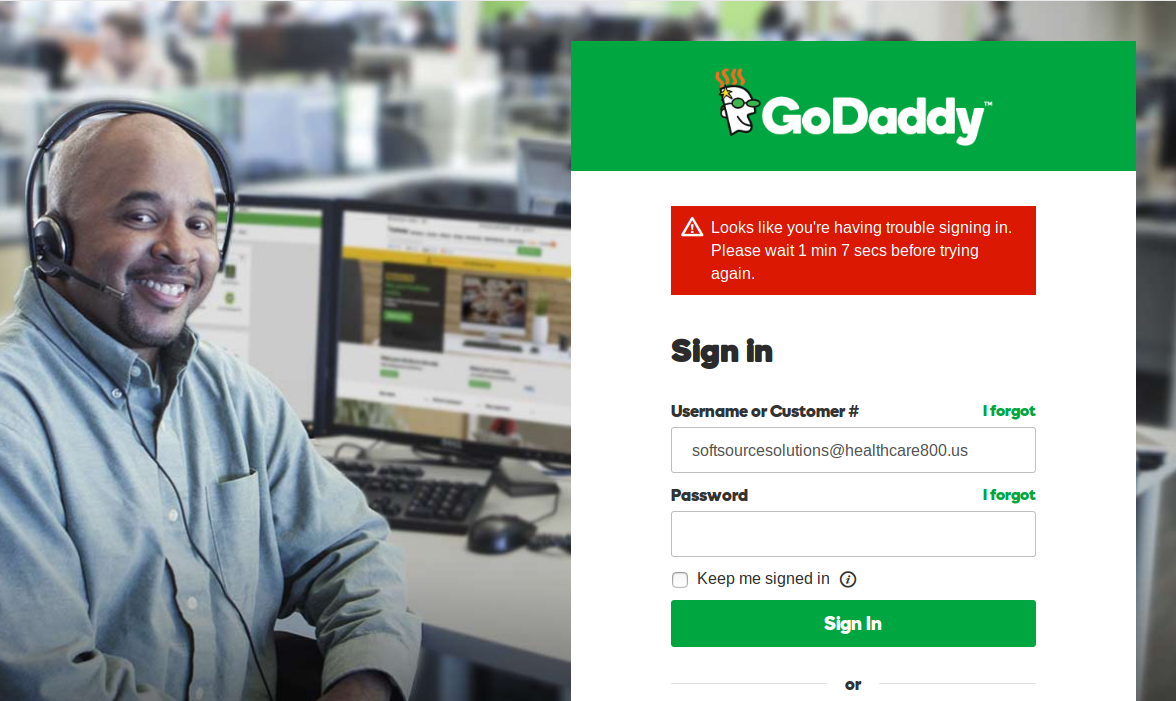 GoDaddy™
Looks like you're having trouble signing in.
Please wait 1 min 7 secs before trying
again.
Sign in
Username or Customer #
I forgot
softsourcesolutions@healthcare800.us
Password
I forgot
Keep me signed in
Sign In
or